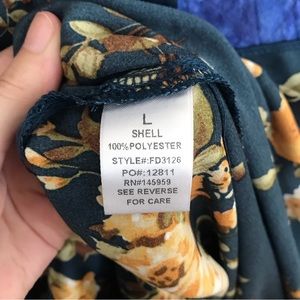 L
SHELL
100%POLYESTER
STYLE#:FD3126
PO#:12811
RN#145959
SEE REVERSE
FOR CARE